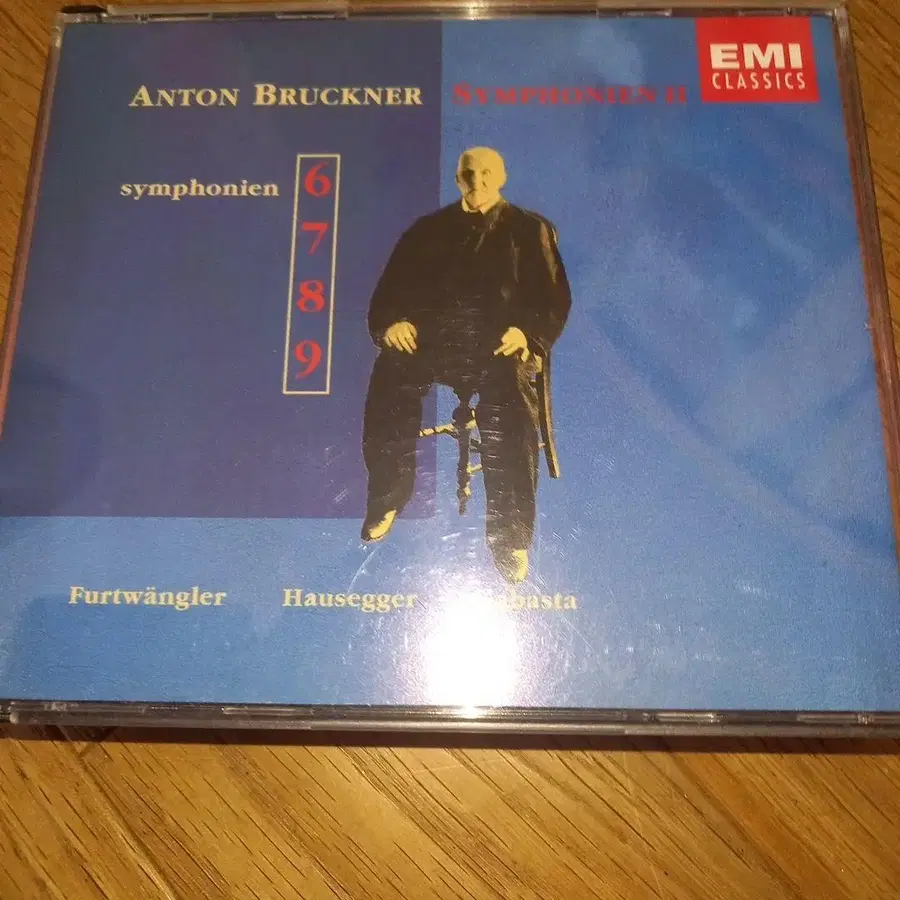 ANTON BRUCKNER SYMPHONIEN II
EMI
CLASSICS
symphonien
6
7
8
9
Furtwängler Hausegger